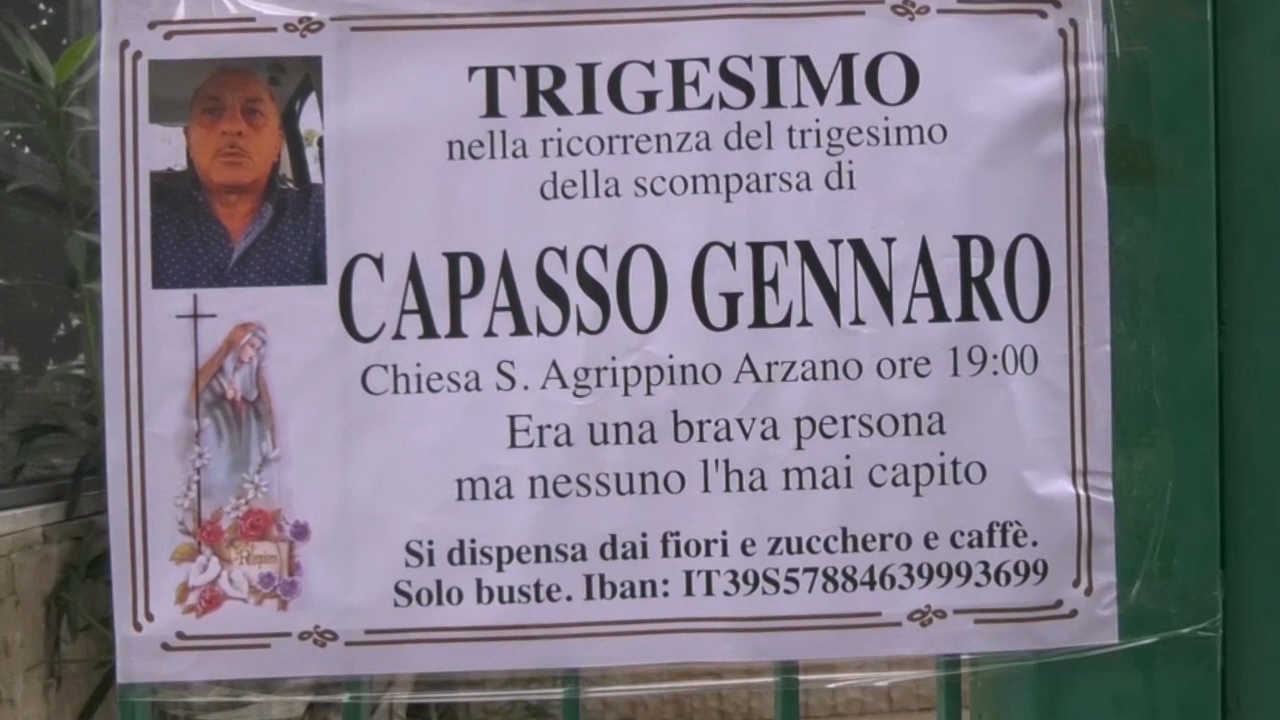 TRIGESIMO
nella ricorrenza del trigesimo
della scomparsa di
CAPASSO GENNARO
Chiesa S. Agrippino Arzano ore 19:00
Era una brava persona
ma nessuno l'ha mai capito
Si dispensa dai fiori e zucchero e caffè.
Solo buste. Iban: IT39S57884639993699